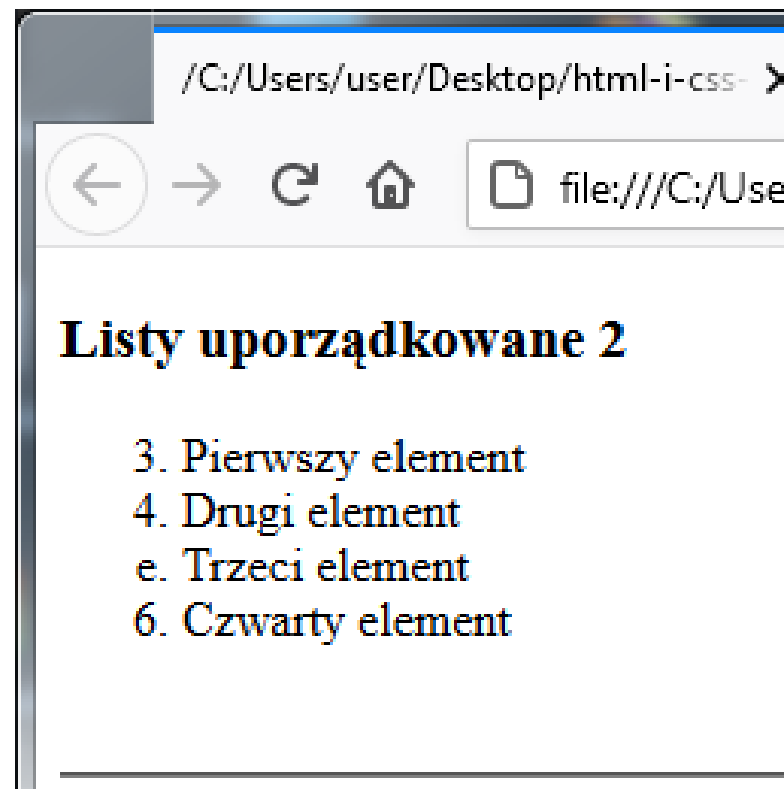 /C:/Users/user/Desktop/html-i-css-
file:///C:/Use
Listy uporządkowane 2
3. Pierwszy element
4. Drugi element
e. Trzeci element
6. Czwarty element